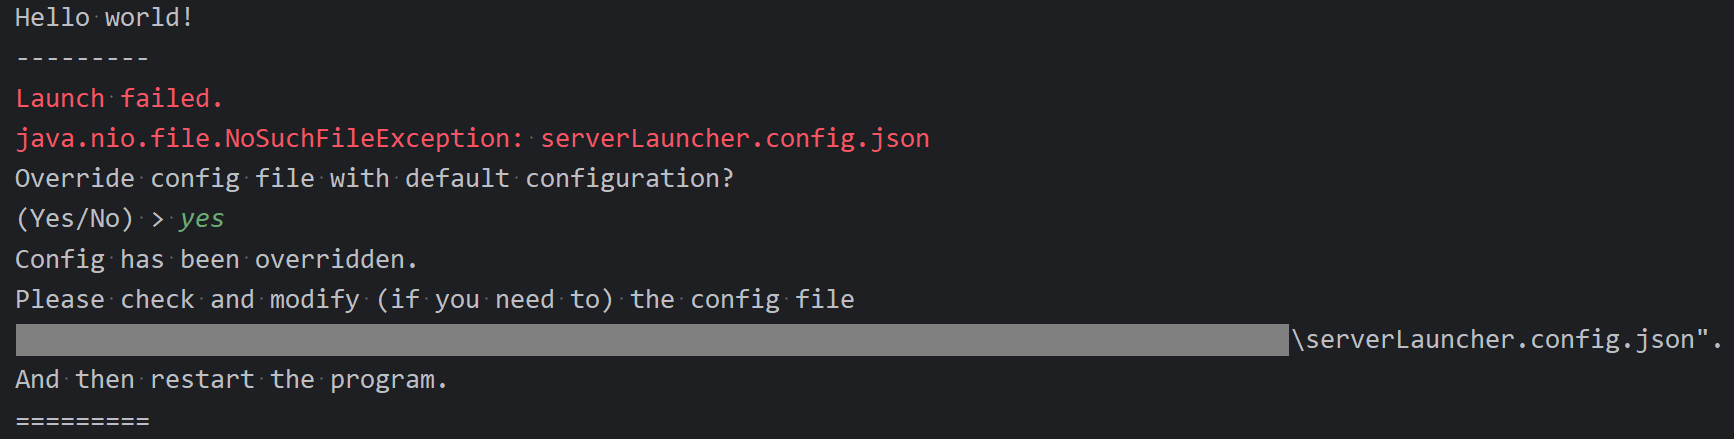 Hello world!
---------
Launch failed.
java.nio.file.NoSuchFileException: serverLauncher.config.json
Override config file with default configuration?
(Yes/No) > yes
Config has been overridden.
Please check and modify (if you need to) the config file
\serverLauncher.config.json".
And then restart the program.
=========